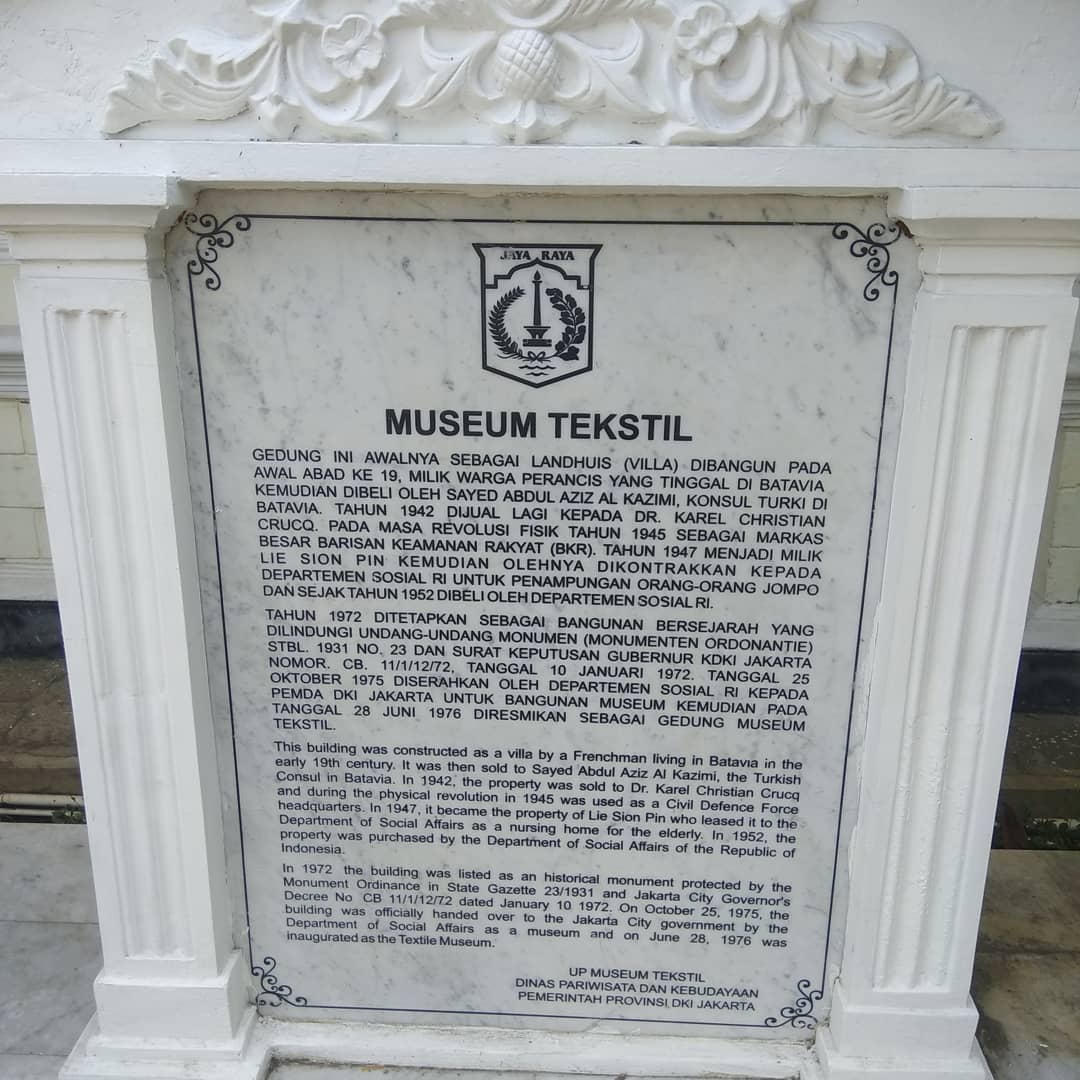 JAYA RAYA
MUSEUM TEKSTIL
GEDUNG INI AWALNYA SEBAGAI LANDHUIS (VILLA) DIBANGUN PADA
AWAL ABAD KE 19, MILIK WARGA PERANCIS YANG TINGGAL DI BATAVIA
KEMUDIAN DIBELI OLEH SAYED ABDUL AZIZ AL KAZIMI, KONSUL TURKI DI
BATAVIA. TAHUN 1942 DIJUAL LAGI KEPADA DR. KAREL CHRISTIAN
CRUCQ. PADA MASA REVOLUSI FISIK TAHUN 1945 SEBAGAI MARKAS
BESAR BARISAN KEAMANAN RAKYAT (BKR). TAHUN 1947 MENJADI MILIK
LIE SION PIN KEMUDIAN OLEHNYA DIKONTRAKKAN KEPADA
DEPARTEMEN SOSIAL RI UNTUK PENAMPUNGAN ORANG-ORANG JOMPO
DAN SEJAK TAHUN 1952 DIBELI OLEH DEPARTEMEN SOSIAL RI.
TAHUN 1972 DITETAPKAN SEBAGAI BANGUNAN BERSEJARAH YANG
DILINDUNGI UNDANG-UNDANG MONUMEN (MONUMENTEN ORDONANTIE)
STBL. 1931 NO. 23 DAN SURAT KEPUTUSAN GUBERNUR KDKI JAKARTA
NOMOR. CB. 11/1/12/72, TANGGAL 10 JANUARI 1972. TANGGAL 25
OKTOBER 1975 DISERAHKAN OLEH DEPARTEMEN SOSIAL RI KEPADA
PEMDA DKI JAKARTA UNTUK BANGUNAN MUSEUM KEMUDIAN PADA
TANGGAL 28 JUNI 1976 DIRESMIKAN SEBAGAI GEDUNG MUSEUM
TEKSTIL.
This building was constructed as a villa by a Frenchman living in Batavia in the
early 19th century. It was then sold to Sayed Abdul Aziz Al Kazimi, the Turkish
Consul in Batavia. In 1942, the property was sold to Dr. Karel Christian Crucq
and during the physical revolution in 1945 was used as a Civil Defence Force
headquarters. In 1947, it became the property of Lie Sion Pin who leased it to the
Department of Social Affairs as a nursing home for the elderly. In 1952, the
property was purchased by the Department of Social Affairs of the Republic of
Indonesia.
In 1972 the building was listed as an historical monument protected by the
Monument Ordinance in State Gazette 23/1931 and Jakarta City Governor's
Decree No CB 11/1/12/72 dated January 10 1972. On October 25, 1975, the
building was officially handed over to the Jakarta City government by the
Department of Social Affairs as a museum and on June 28, 1976 was
inaugurated as the Textile Museum.
UP MUSEUM TEKSTIL
DINAS PARIWISATA DAN KEBUDAYAAN
PEMERINTAH PROVINSI DKI JAKARTA